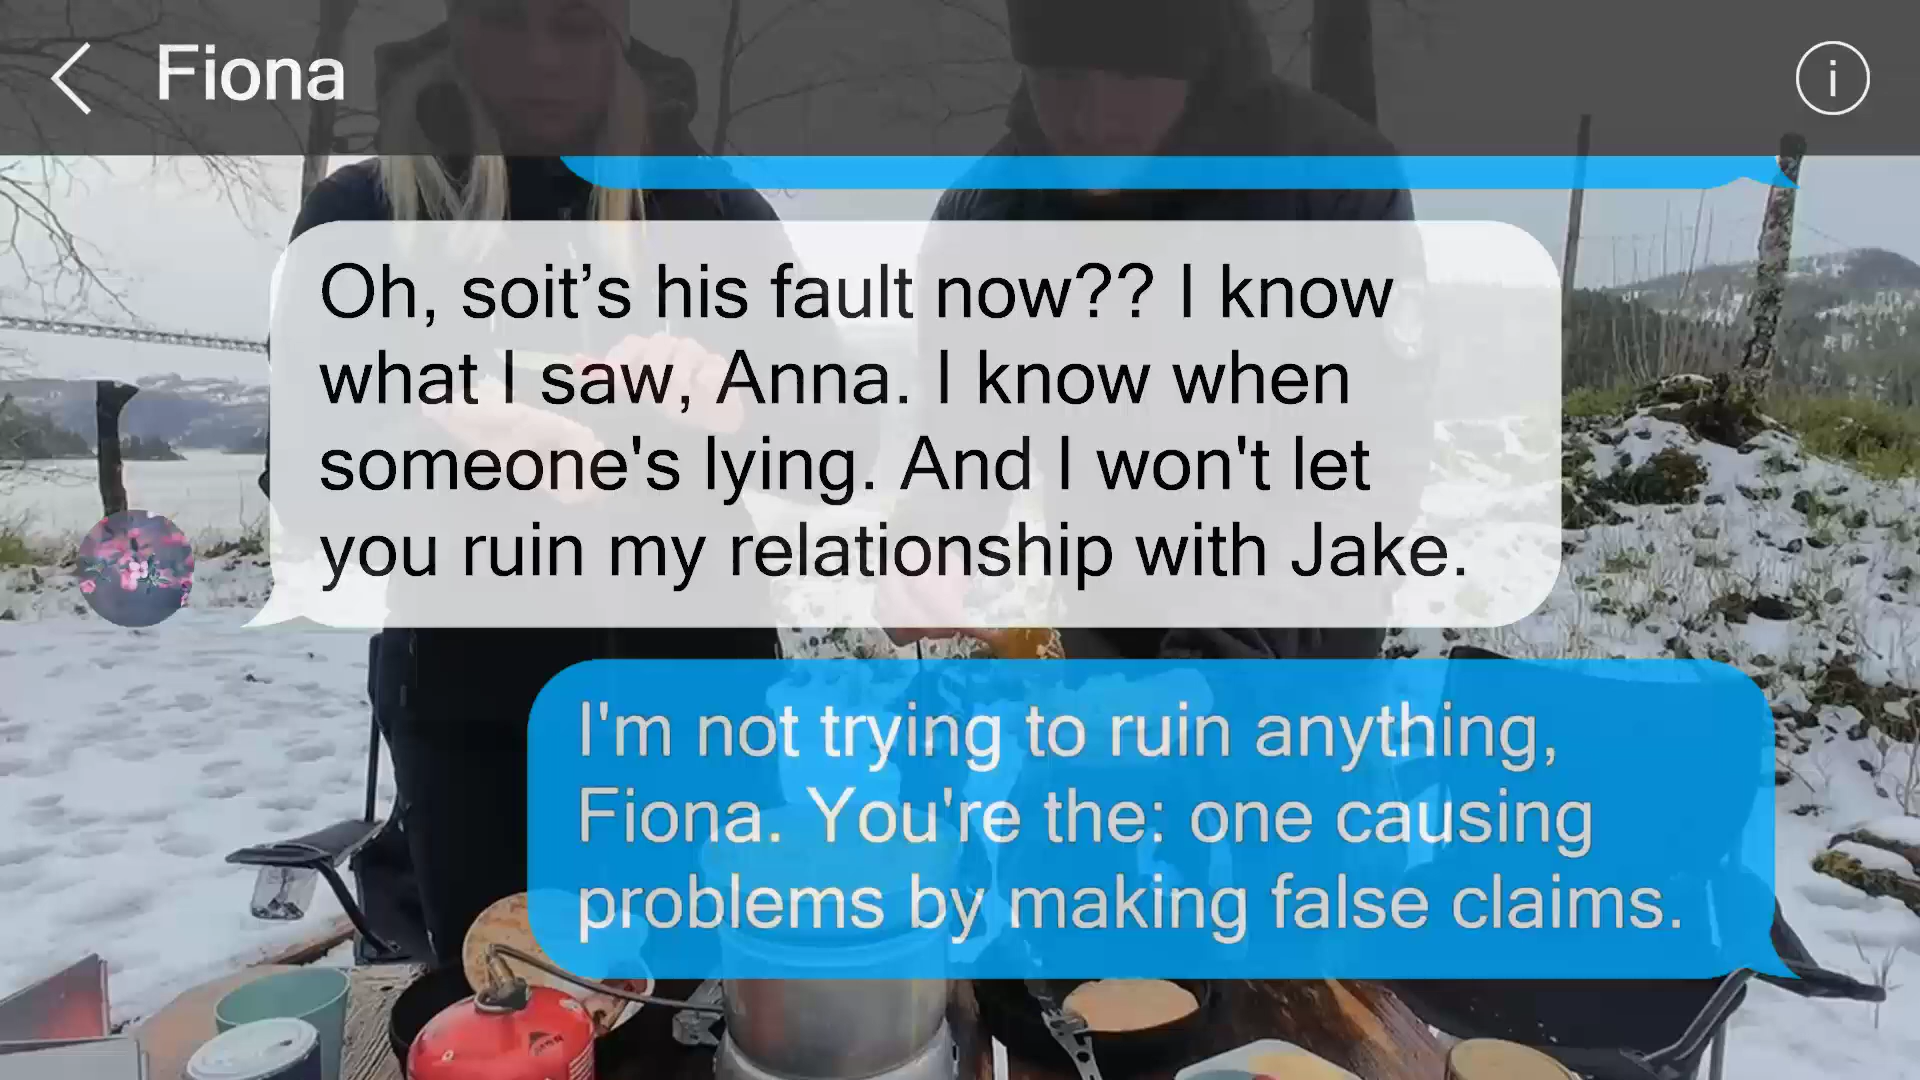 Fiona
i
Oh, soit’s his fault now?? I know
what I saw, Anna. I know when
someone's lying. And I won't let
you ruin my relationship with Jake.
I'm not trying to ruin anything,
Fiona. You're the: one causing
problems by making false claims.
MSR